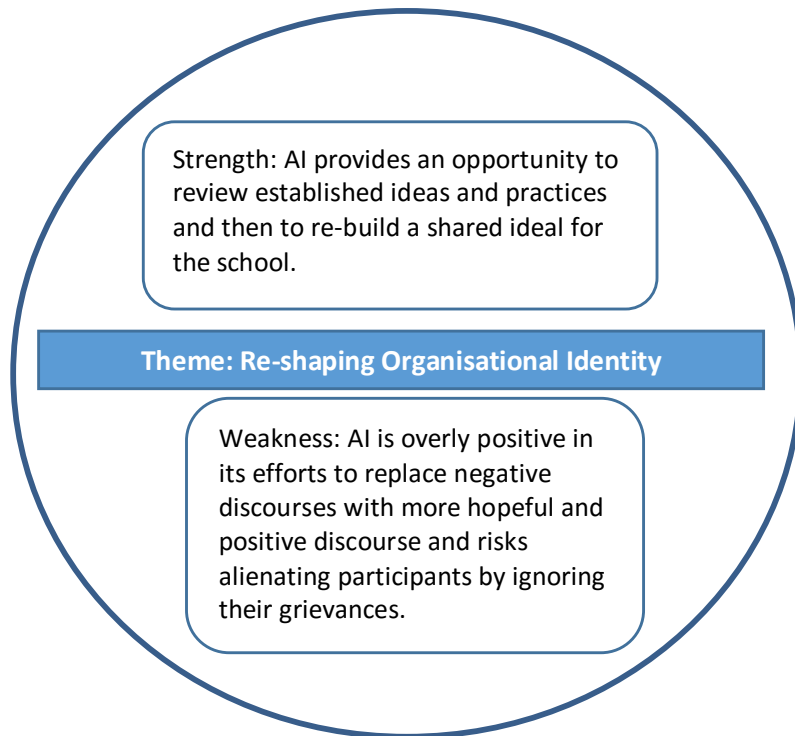 Strength: AI provides an opportunity to
review established ideas and practices
and then to re-build a shared ideal for
the school.
Theme: Re-shaping Organisational Identity
Weakness: AI is overly positive in
its efforts to replace negative
discourses with more hopeful and
positive discourse and risks
alienating participants by ignoring
their grievances.